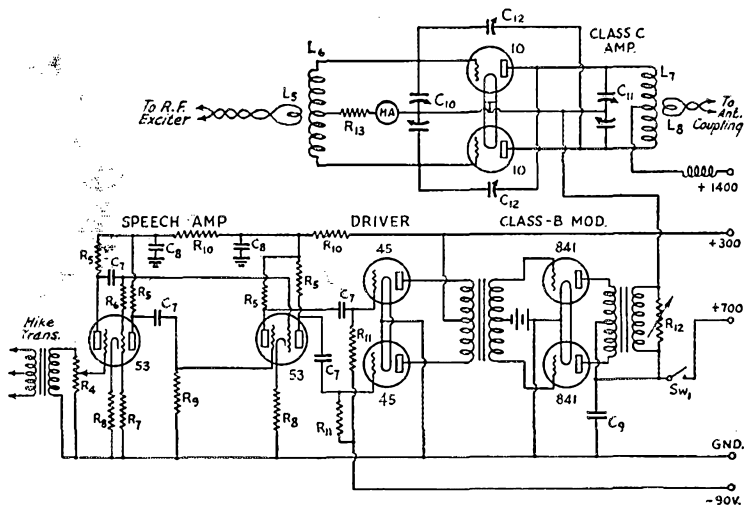 C12
10
CLASS C
AMP.
L6
L7
L5
C10
C11
To R.F.
Exciter
MA
R13
To
Ant.
Coupling
L8
10
C12
+1400
SPEECH AMP
DRIVER
CLASS-B MOD.
+300
C8
R10
C8
R10
45
841
R5
C7
R6
R5
C7
R5
R5
C7
R11
+700
R12
Mike
Trans.
53
53
C7
R4
45
841
Sw1
R9
R8
R7
R8
R11
C9
GND.
-90V.